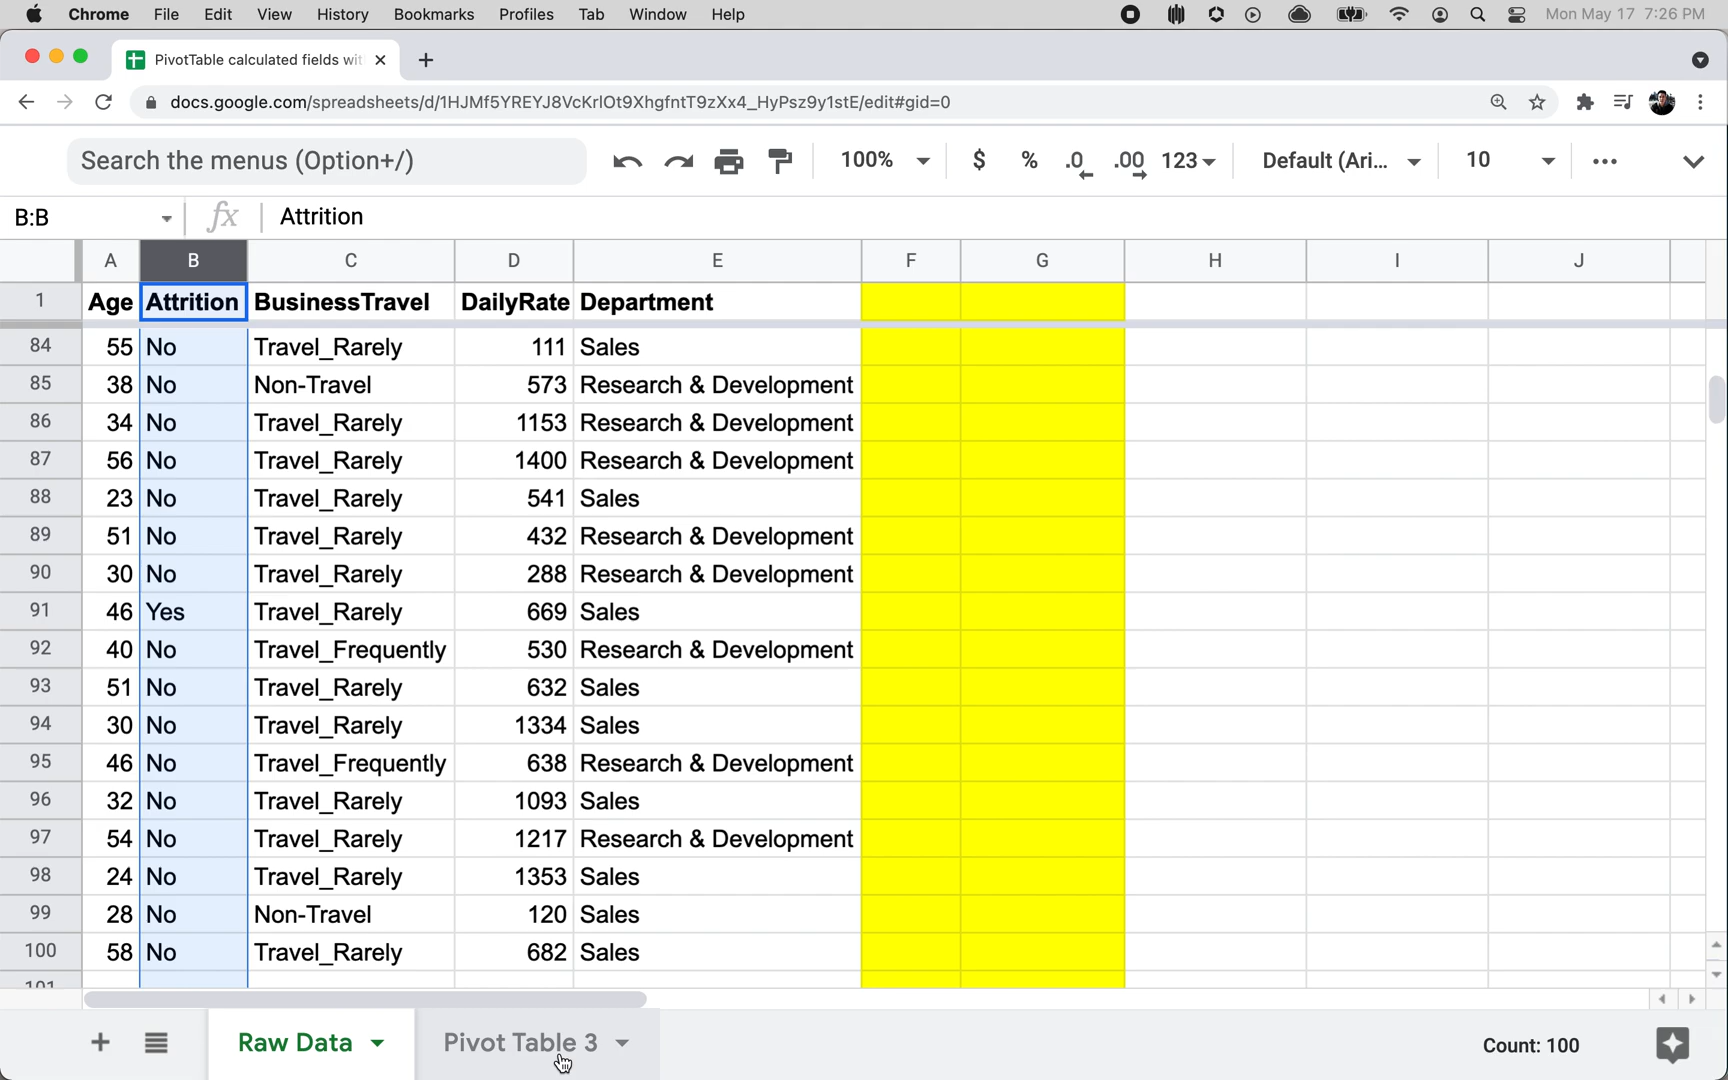 Chrome File Edit View History Bookmarks Profiles Tab Window Help Mon May 17 7:26 PM
PivotTable calculated fields wit
docs.google.com/spreadsheets/d/1HJMf5YREYJ8VcKrlOt9XhgfntT9zXx4_HyPsz9y1stE/edit#gid=0
Search the menus (Option+/) 100% $ % .0 .00 123 Default (Ari... 10
B:B fx Attrition
A B C D E F G H I J
1 Age Attrition BusinessTravel DailyRate Department
84 55 No Travel_Rarely 111 Sales
85 38 No Non-Travel 573 Research & Development
86 34 No Travel_Rarely 1153 Research & Development
87 56 No Travel_Rarely 1400 Research & Development
88 23 No Travel_Rarely 541 Sales
89 51 No Travel_Rarely 432 Research & Development
90 30 No Travel_Rarely 288 Research & Development
91 46 Yes Travel_Rarely 669 Sales
92 40 No Travel_Frequently 530 Research & Development
93 51 No Travel_Rarely 632 Sales
94 30 No Travel_Rarely 1334 Sales
95 46 No Travel_Frequently 638 Research & Development
96 32 No Travel_Rarely 1093 Sales
97 54 No Travel_Rarely 1217 Research & Development
98 24 No Travel_Rarely 1353 Sales
99 28 No Non-Travel 120 Sales
100 58 No Travel_Rarely 682 Sales
101
Raw Data Pivot Table 3 Count: 100